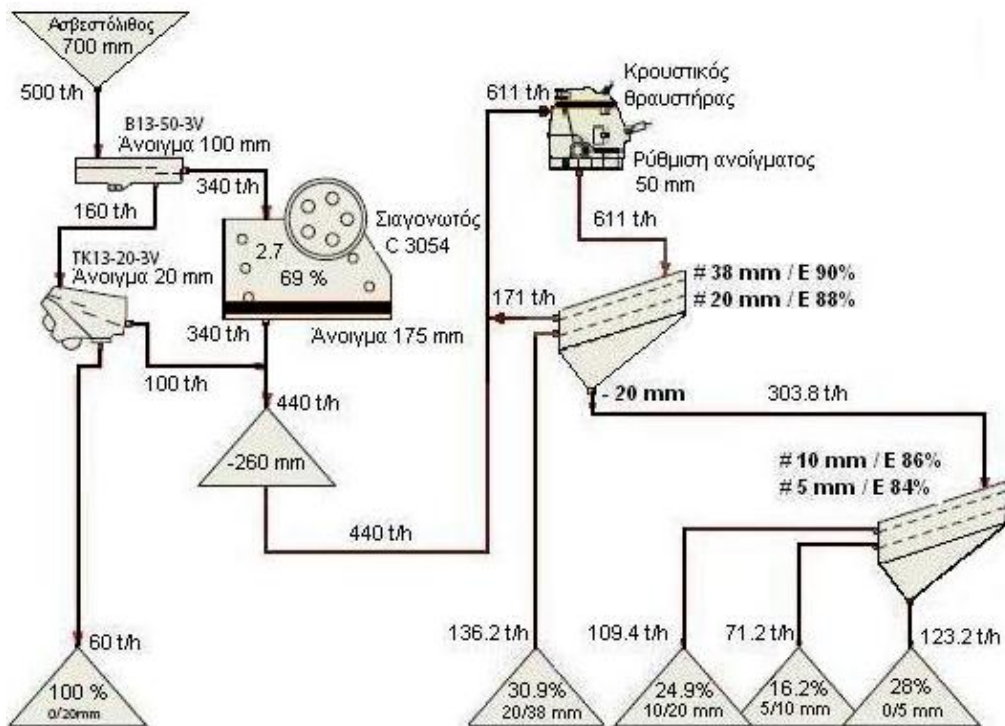 Ασβεστόλιθος
700 mm
500 t/h
B13-50-3V
Άνοιγμα 100 mm
340 t/h
160 t/h
TK13-20-3V
Άνοιγμα 20 mm
2.7
69 %
Σιαγονωτός
C 3054
340 t/h
Άνοιγμα 175 mm
100 t/h
440 t/h
-260 mm
440 t/h
60 t/h
100 %
0/20mm
611 t/h
Κρουστικός
θραυστήρας
Ρύθμιση ανοίγματος
50 mm
611 t/h
# 38 mm / E 90%
# 20 mm / E 88%
171 t/h
- 20 mm
303.8 t/h
# 10 mm / E 86%
# 5 mm / E 84%
136.2 t/h
109.4 t/h
71.2 t/h
123.2 t/h
30.9%
20/38 mm
24.9%
10/20 mm
16.2%
5/10 mm
28%
0/5 mm